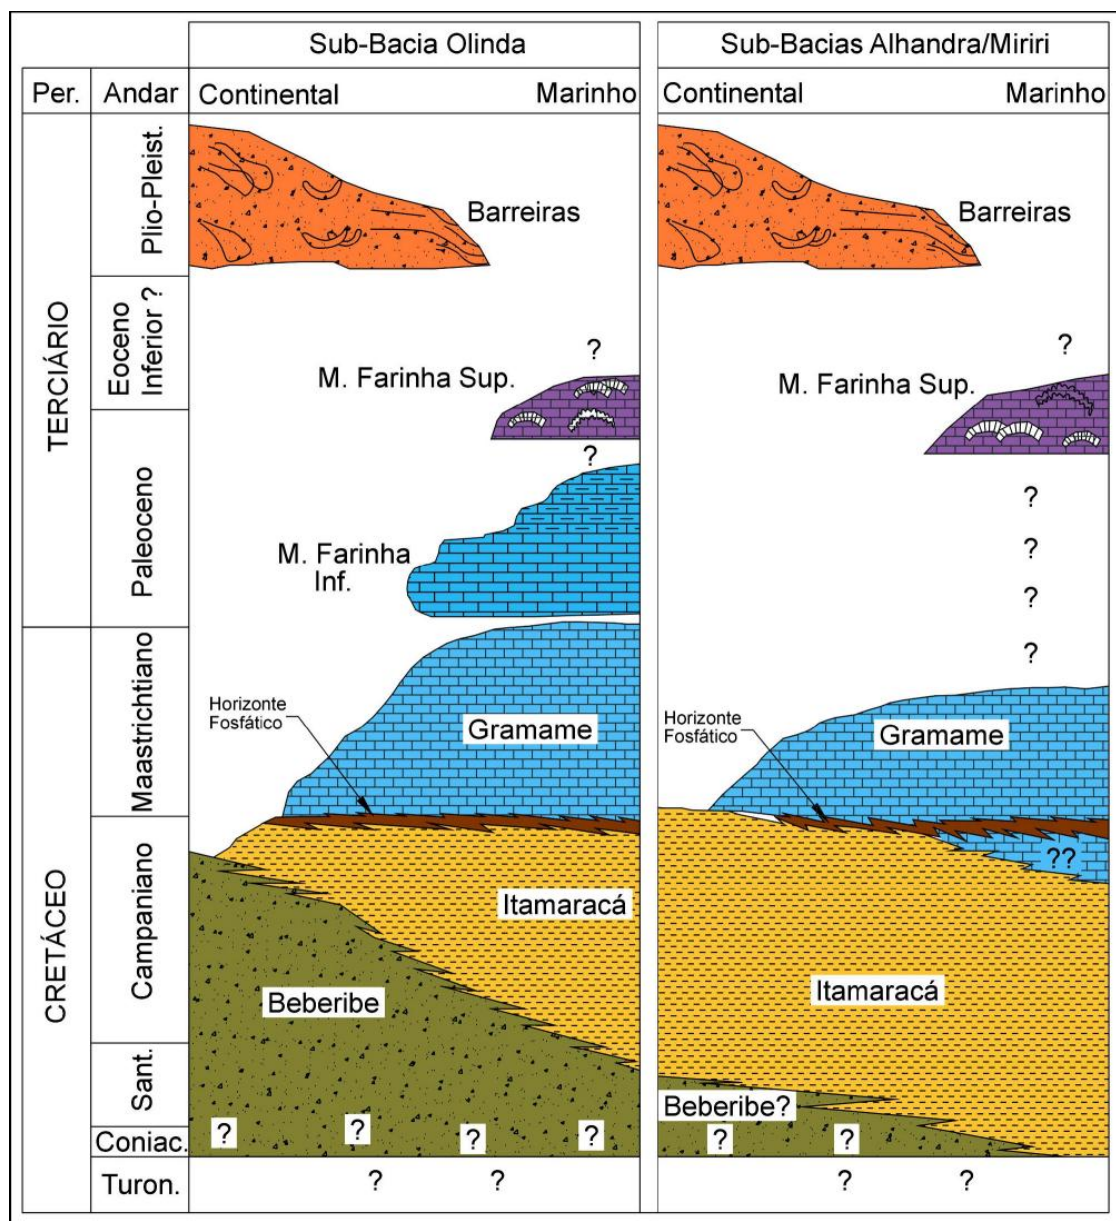 Sub-Bacia Olinda
Sub-Bacias Alhandra/Miriri
Per.
Andar
Continental
Marinho
Continental
Marinho
TERCIÁRIO
Plio-Pleist.
Barreiras
Barreiras
Eoceno
Inferior ?
?
?
M. Farinha Sup.
M. Farinha Sup.
Paleoceno
?
?
M. Farinha
Inf.
?
?
?
CRETÁCEO
Maastrichtiano
Horizonte
Fosfático
Gramame
Horizonte
Fosfático
Gramame
??
Campaniano
Itamaracá
Itamaracá
Beberibe
Sant.
Beberibe?
Coniac.
? ? ? ?
? ?
Turon.
? ?
? ?